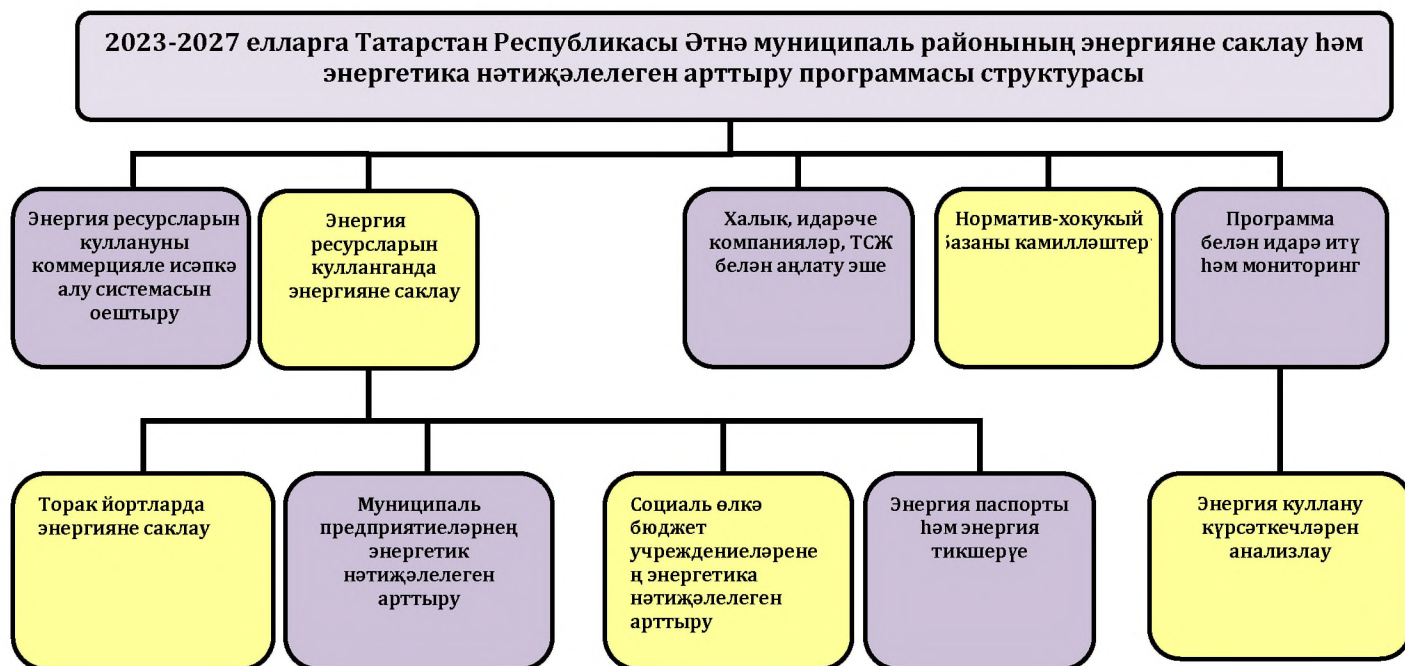 2023-2027 елларга Татарстан Республикасы Әтнә муниципаль районының энергияне саклау һәм
энергетика нәтиҗәлелеген арттыру программасы структурасы
Энергия ресурсларын
куллануны
коммерцияле исәпкә
алу системасын
оештыру
Энергия
ресурсларын
кулланганда
энергияне саклау
Халык, идарәче
компанияләр, ТСЖ
белән аңлату эше
Норматив-хокукый
азаны камилләштер
Программа
белән идарә итү
һәм мониторинг
Торак йортларда
энергияне саклау
Муниципаль
предприятиеләрнең
энергетик
нәтиҗәлелеген
арттыру
Социаль өлкә
бюджет
учреждениеләрене
ң энергетика
нәтиҗәлелеген
арттыру
Энергия паспорты
һәм энергия
тикшерүе
Энергия куллану
күрсәткечләрен
анализлау